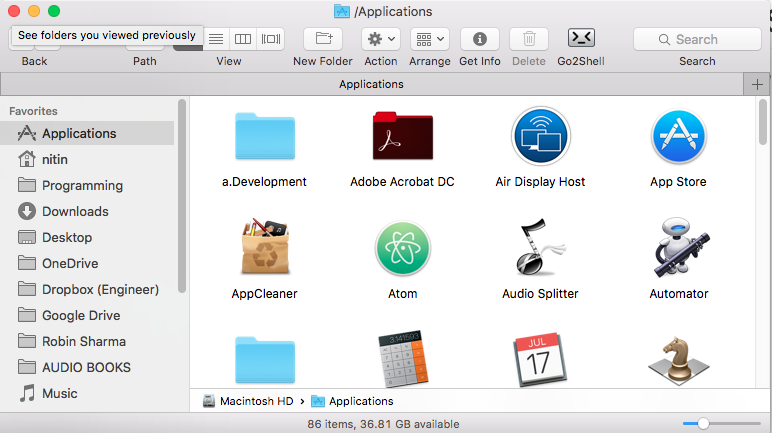 /Applications
See folders you viewed previously
Search
Back
Path
View
New Folder
Action
Arrange
Get Info
Delete
Go2Shell
Search
Applications
Favorites
Applications
nitin
Programming
Downloads
Desktop
OneDrive
Dropbox (Engineer)
Google Drive
Robin Sharma
AUDIO BOOKS
Music
a.Development
Adobe Acrobat DC
Air Display Host
App Store
AppCleaner
Atom
Audio Splitter
Automator
3.141593
JUL
17
Macintosh HD
Applications
86 items, 36.81 GB available